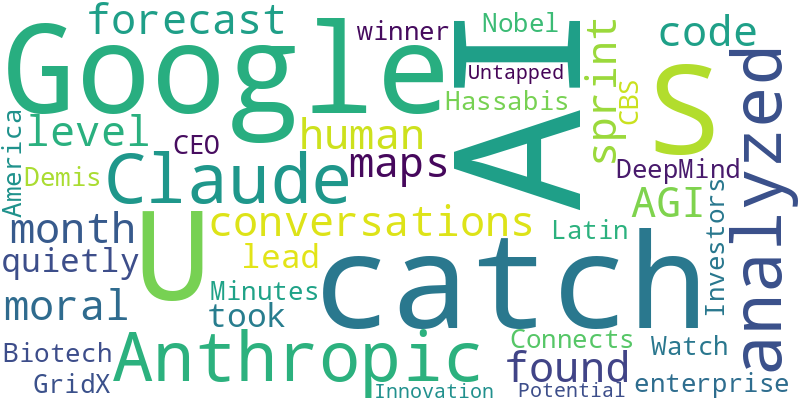 forecast
winner
Nobel
code
Google
AI
Untapped
sprint
S
analyzed
Hassabis
CBS
America
level
CEO
human
maps
DeepMind
Demis
Claude
AGI
Investors
month
U
conversations
Latin
quietly
lead
catch
moral
Minutes
took
Connects
Watch
Biotech
Anthropic
found
GridX
Innovation
Potential
enterprise